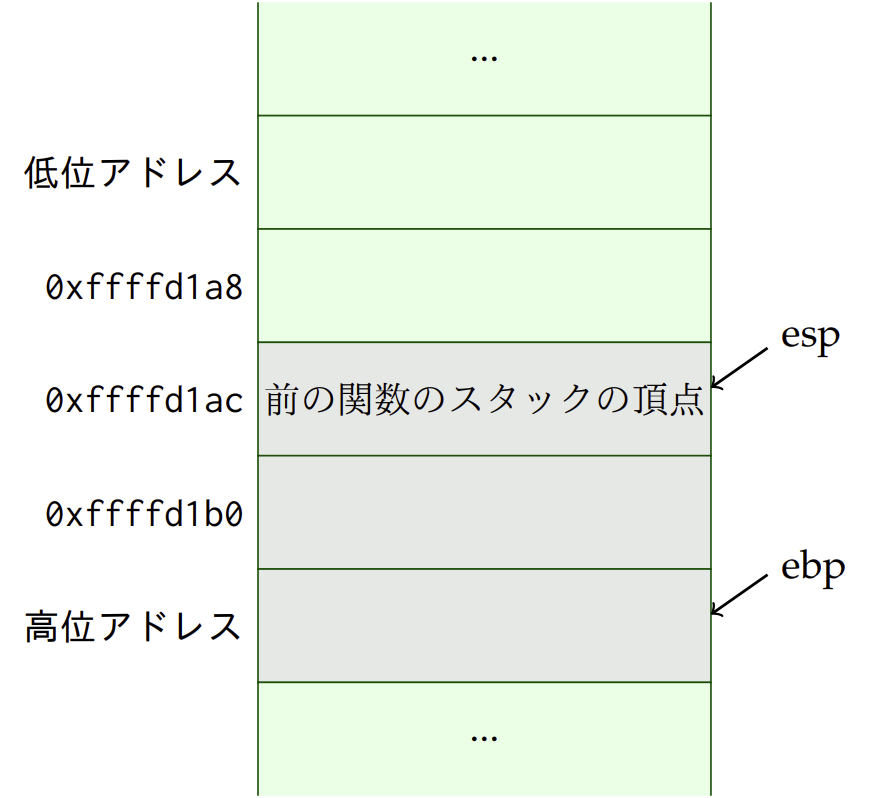 ...
低位アドレス
0xffffd1a8
esp
0xffffd1ac 前の関数のスタックの頂点
0xffffd1b0
ebp
高位アドレス
...